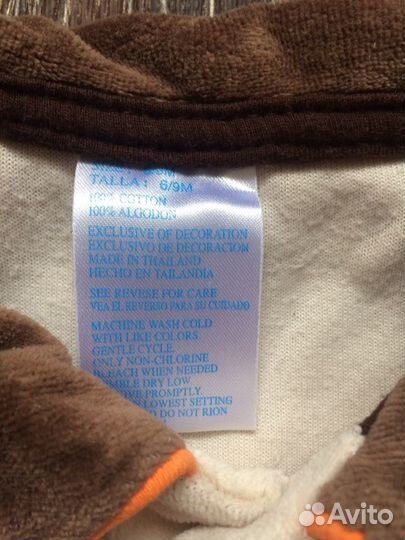 TALLA: 6/9M
100% COTTON
100% ALGODON
EXCLUSIVE OF DECORATION
EXCLUSIVO DE DECORACION
MADE IN THAILAND
HECHO EN TAILANDIA
SEE REVESE FOR CARE
VEA EL REVERSO PARA SU CUIDADO
MACHINE WASH COLD
WITH LIKE COLORS.
GENTLE CYCLE.
ONLY NON-CHLORINE
BLEACH WHEN NEEDED
TUMBLE DRY LOW.
PROMPTLY.
LOWEST SETTING
DO NOT RION
Avito